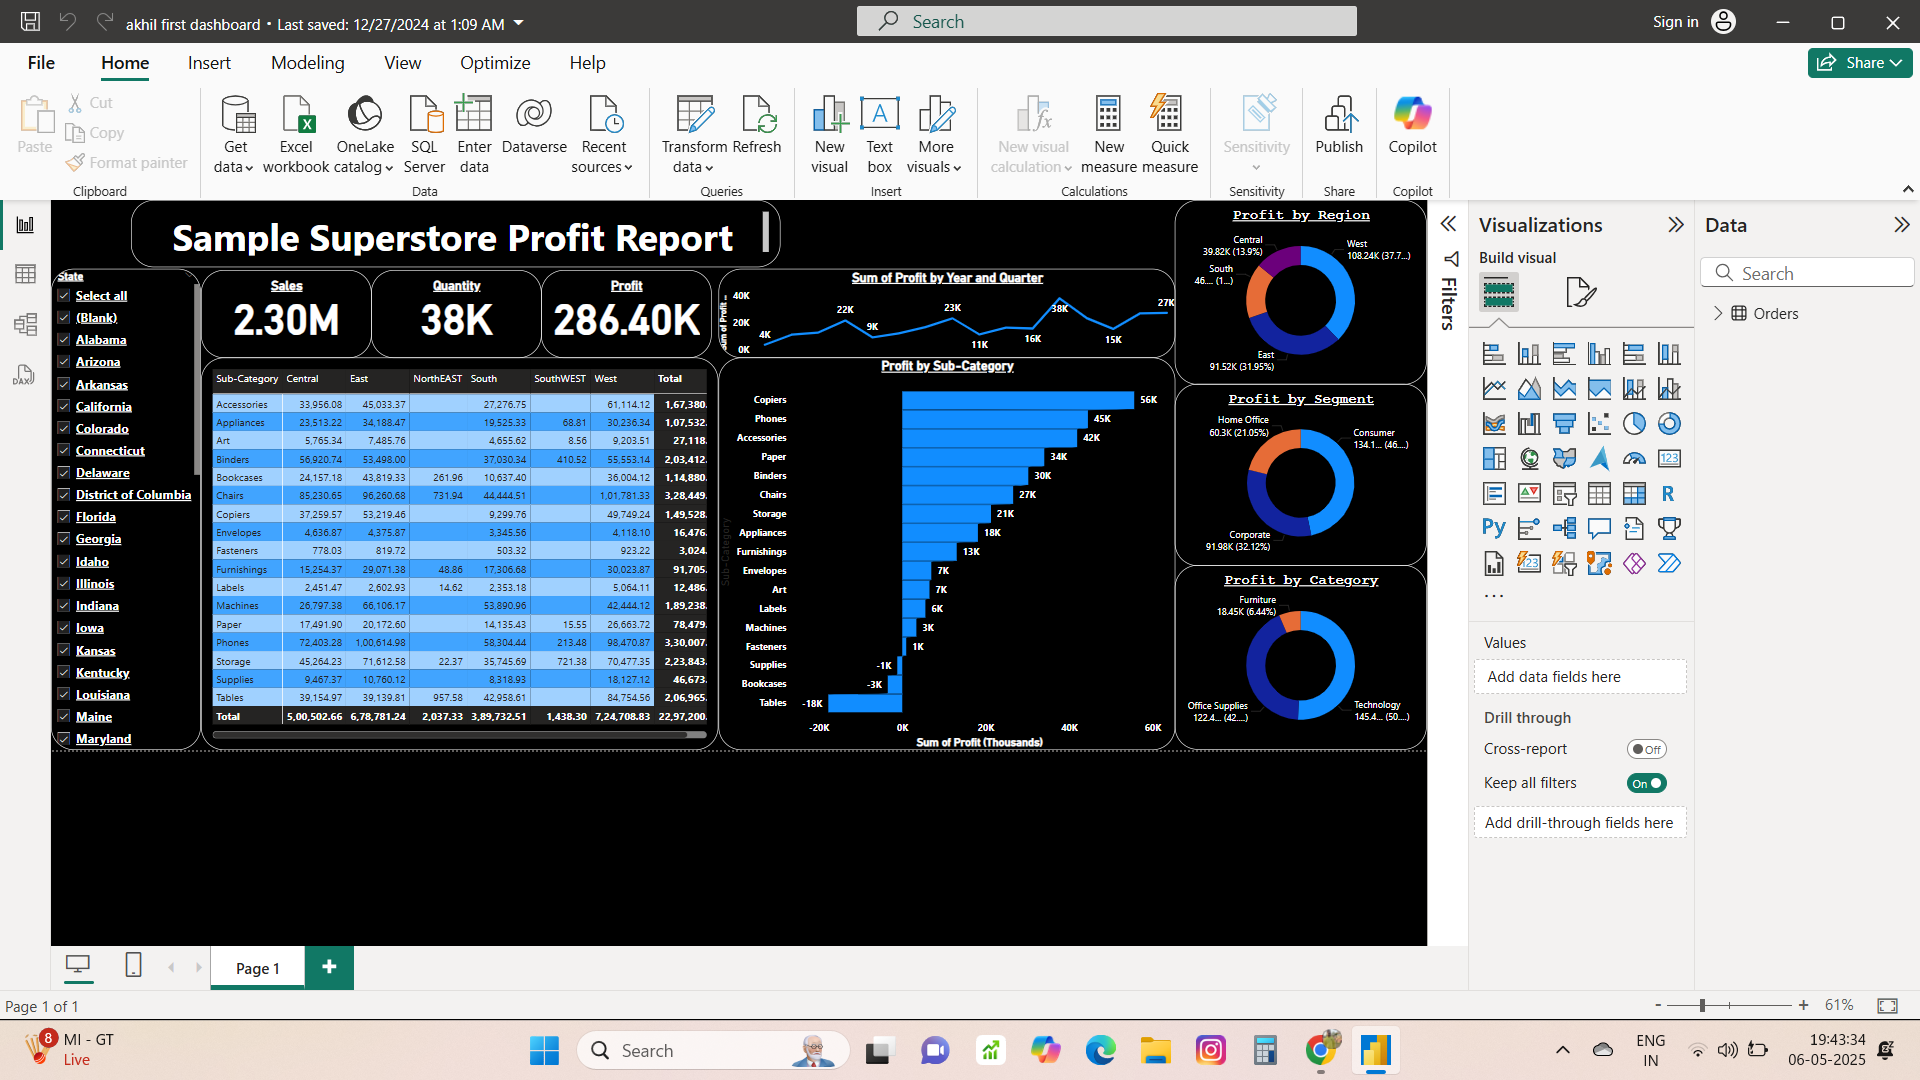 akhil first dashboard • Last saved: 12/27/2024 at 1:09 AM
Search
Sign in
File
Home
Insert
Modeling
View
Optimize
Help
Share
Paste
Cut
Copy
Format painter
Clipboard
Get data
Excel workbook
OneLake catalog
SQL Server
Enter data
Dataverse
Recent sources
Data
Transform data
Refresh
Queries
New visual
Text box
More visuals
Insert
New visual calculation
New measure
Quick measure
Calculations
Sensitivity
Sensitivity
Publish
Share
Copilot
Copilot
Sample Superstore Profit Report
State
Select all
(Blank)
Alabama
Arizona
Arkansas
California
Colorado
Connecticut
Delaware
District of Columbia
Florida
Georgia
Idaho
Illinois
Indiana
Iowa
Kansas
Kentucky
Louisiana
Maine
Maryland
Sales
2.30M
Quantity
38K
Profit
286.40K
Sub-Category Central East NorthEAST South SouthWEST West Total
Accessories 33,956.08 45,033.37 27,276.75 61,114.12 1,67,380.
Appliances 23,513.22 34,188.47 19,525.33 68.81 30,236.34 1,07,532.
Art 5,765.34 7,485.76 4,655.62 8.56 9,203.51 27,118.
Binders 56,920.74 53,498.00 37,030.34 410.52 55,553.14 2,03,412.
Bookcases 24,157.18 43,819.33 261.96 10,637.40 36,004.12 1,14,880.
Chairs 85,230.65 96,260.68 731.94 44,444.51 1,01,781.33 3,28,449.
Copiers 37,259.57 53,219.46 9,299.76 49,749.24 1,49,528.
Envelopes 4,636.87 4,375.87 3,345.56 4,118.10 16,476.
Fasteners 778.03 819.72 503.32 923.22 3,024.
Furnishings 15,254.37 29,071.38 48.86 17,306.68 30,023.87 91,705.
Labels 2,451.47 2,602.93 14.62 2,353.18 5,064.11 12,486.
Machines 26,797.38 66,106.17 53,890.96 42,444.12 1,89,238.
Paper 17,491.90 20,172.60 14,135.43 15.55 26,663.72 78,479.
Phones 72,403.28 1,00,614.98 58,304.44 213.48 98,470.87 3,30,007.
Storage 45,264.23 71,612.58 22.37 35,745.69 721.38 70,477.35 2,23,843.
Supplies 9,467.37 10,760.12 8,318.93 18,127.12 46,673.
Tables 39,154.97 39,139.81 957.58 42,958.61 84,754.56 2,06,965.
Total 5,00,502.66 6,78,781.24 2,037.33 3,89,732.51 1,438.30 7,24,708.83 22,97,200.
Sum of Profit by Year and Quarter
Sum of Profit ...
40K
20K
0K
4K
22K
9K
23K
11K
16K
38K
15K
27K
Profit by Sub-Category
Sub-Category
Copiers 56K
Phones 45K
Accessories 42K
Paper 34K
Binders 30K
Chairs 27K
Storage 21K
Appliances 18K
Furnishings 13K
Envelopes 7K
Art 7K
Labels 6K
Machines 3K
Fasteners 1K
Supplies -1K
Bookcases -3K
Tables -18K
-20K 0K 20K 40K 60K
Sum of Profit (Thousands)
Profit by Region
Central
39.82K (13.9%)
South
46.... (1...)
West
108.24K (37.7...)
East
91.52K (31.95%)
Profit by Segment
Home Office
60.3K (21.05%)
Consumer
134.1... (46....)
Corporate
91.98K (32.12%)
Profit by Category
Furniture
18.45K (6.44%)
Office Supplies
122.4... (42....)
Technology
145.4... (50....)
Filters
Visualizations
Build visual
Values
Add data fields here
Drill through
Cross-report
Off
Keep all filters
On
Add drill-through fields here
Data
Search
Orders
123
R
Py
123
DAX
Page 1
Page 1 of 1
- + 61%
8
MI - GT
Live
Search
ENG
IN
19:43:34
06-05-2025